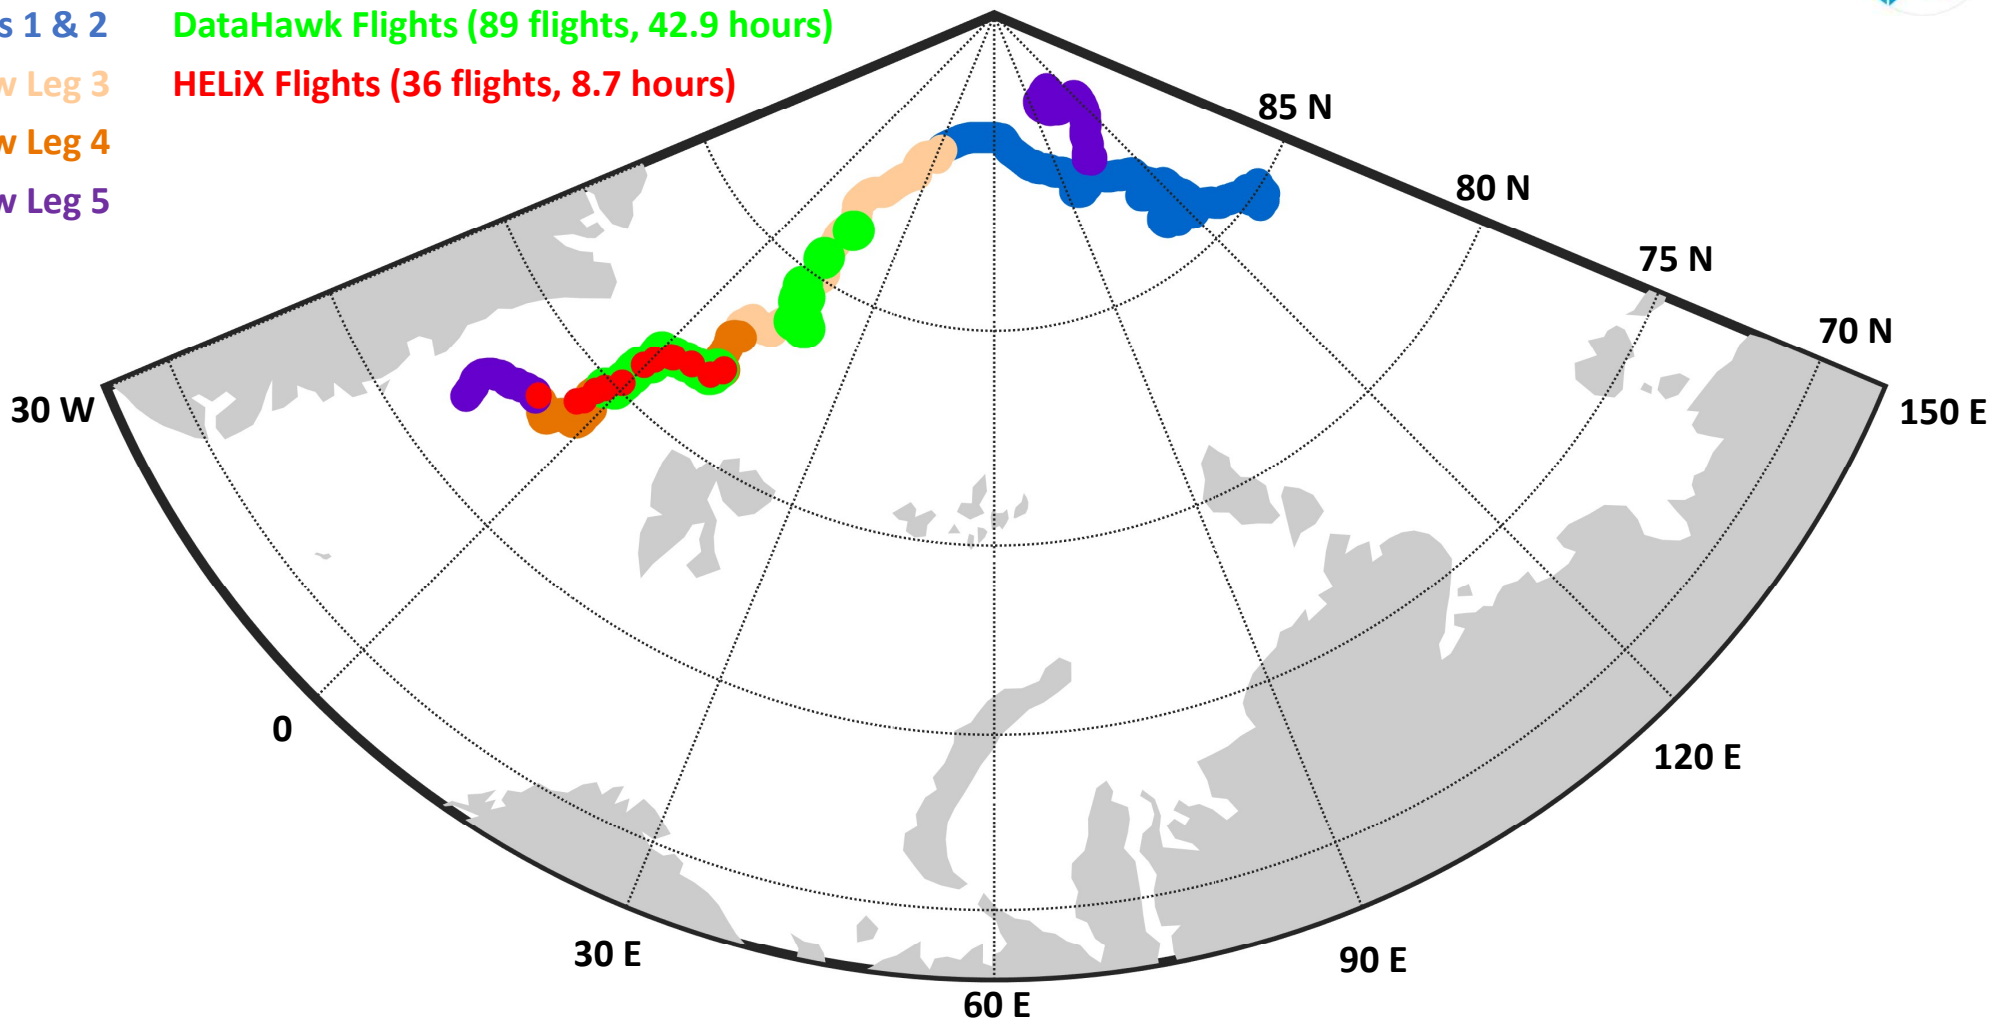 s 1 & 2 DataHawk Flights (89 flights, 42.9 hours)
w Leg 3 HELiX Flights (36 flights, 8.7 hours)
w Leg 4
w Leg 5
85 N
80 N
75 N
70 N
30 W
150 E
0
120 E
30 E
90 E
60 E